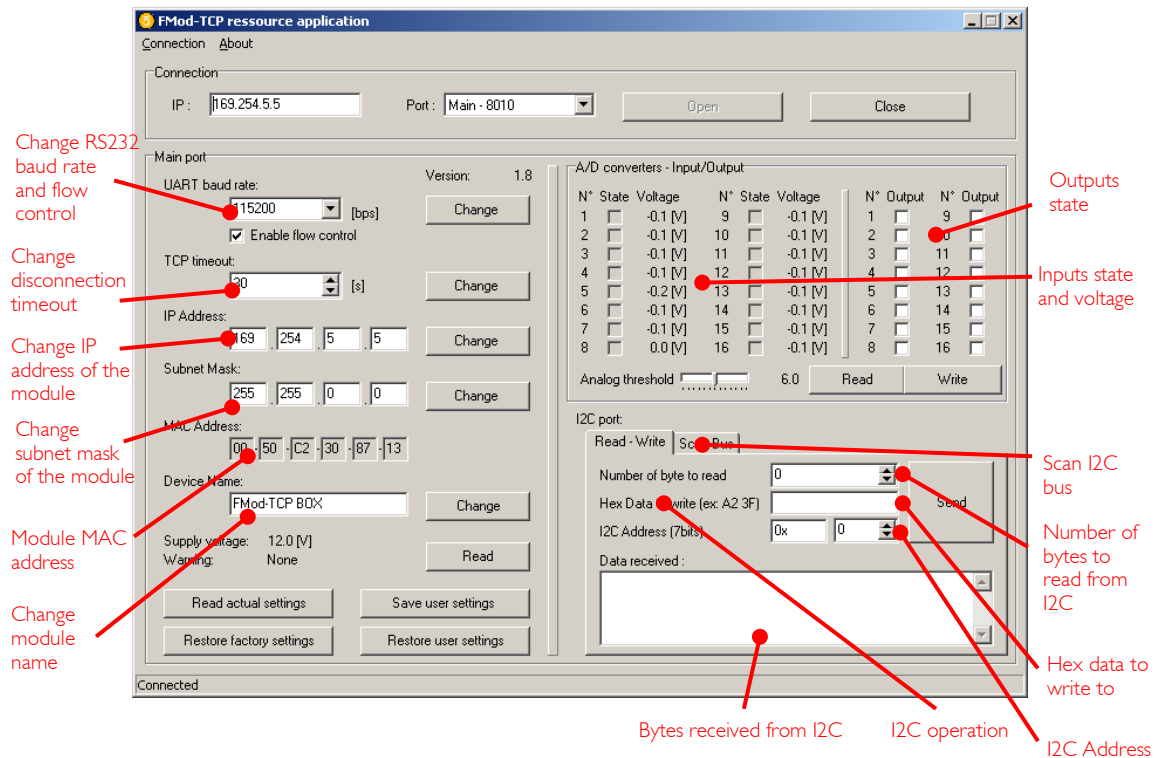 FMod-TCP ressource application
Connection About
Connection
IP : 169.254.5.5 Port : Main - 8010 Open Close
Main port
UART baud rate:
Version: 1.8
115200 [bps] Change
Enable flow control
TCP timeout:
[s] Change
IP Address:
169 . 254 . 5 . 5 Change
Subnet Mask:
255 . 255 . 0 . 0 Change
MAC Address:
00 - 50 - C2 - 30 - 87 - 13
Device Name:
FMod-TCP BOX Change
Supply voltage: 12.0 [V]
Warning: None Read
Read actual settings Save user settings
Restore factory settings Restore user settings
A/D converters - Input/Output
N° State Voltage N° State Voltage N° Output N° Output
1 -0.1 [V] 9 -0.1 [V] 1 9
2 -0.1 [V] 10 -0.1 [V] 2
3 -0.1 [V] 11 -0.1 [V] 3 11
4 -0.1 [V] 12 -0.1 [V] 4 12
5 -0.2 [V] 13 -0.1 [V] 5 13
6 -0.1 [V] 14 -0.1 [V] 6 14
7 -0.1 [V] 15 -0.1 [V] 7 15
8 0.0 [V] 16 -0.1 [V] 8 16
Analog threshold 6.0 Read Write
I2C port:
Read - Write Scan Bus
Number of byte to read 0
Hex Data to write (ex: A2 3F) Send
I2C Address (7bits) 0x 0
Data received :
Connected
Change RS232
baud rate
and flow
control
Change
disconnection
timeout
Change IP
address of the
module
Change
subnet mask
of the module
Module MAC
address
Change
module
name
Outputs
state
Inputs state
and voltage
Scan I2C
bus
Number of
bytes to
read from
I2C
Hex data to
write to
I2C Address
Bytes received from I2C
I2C operation